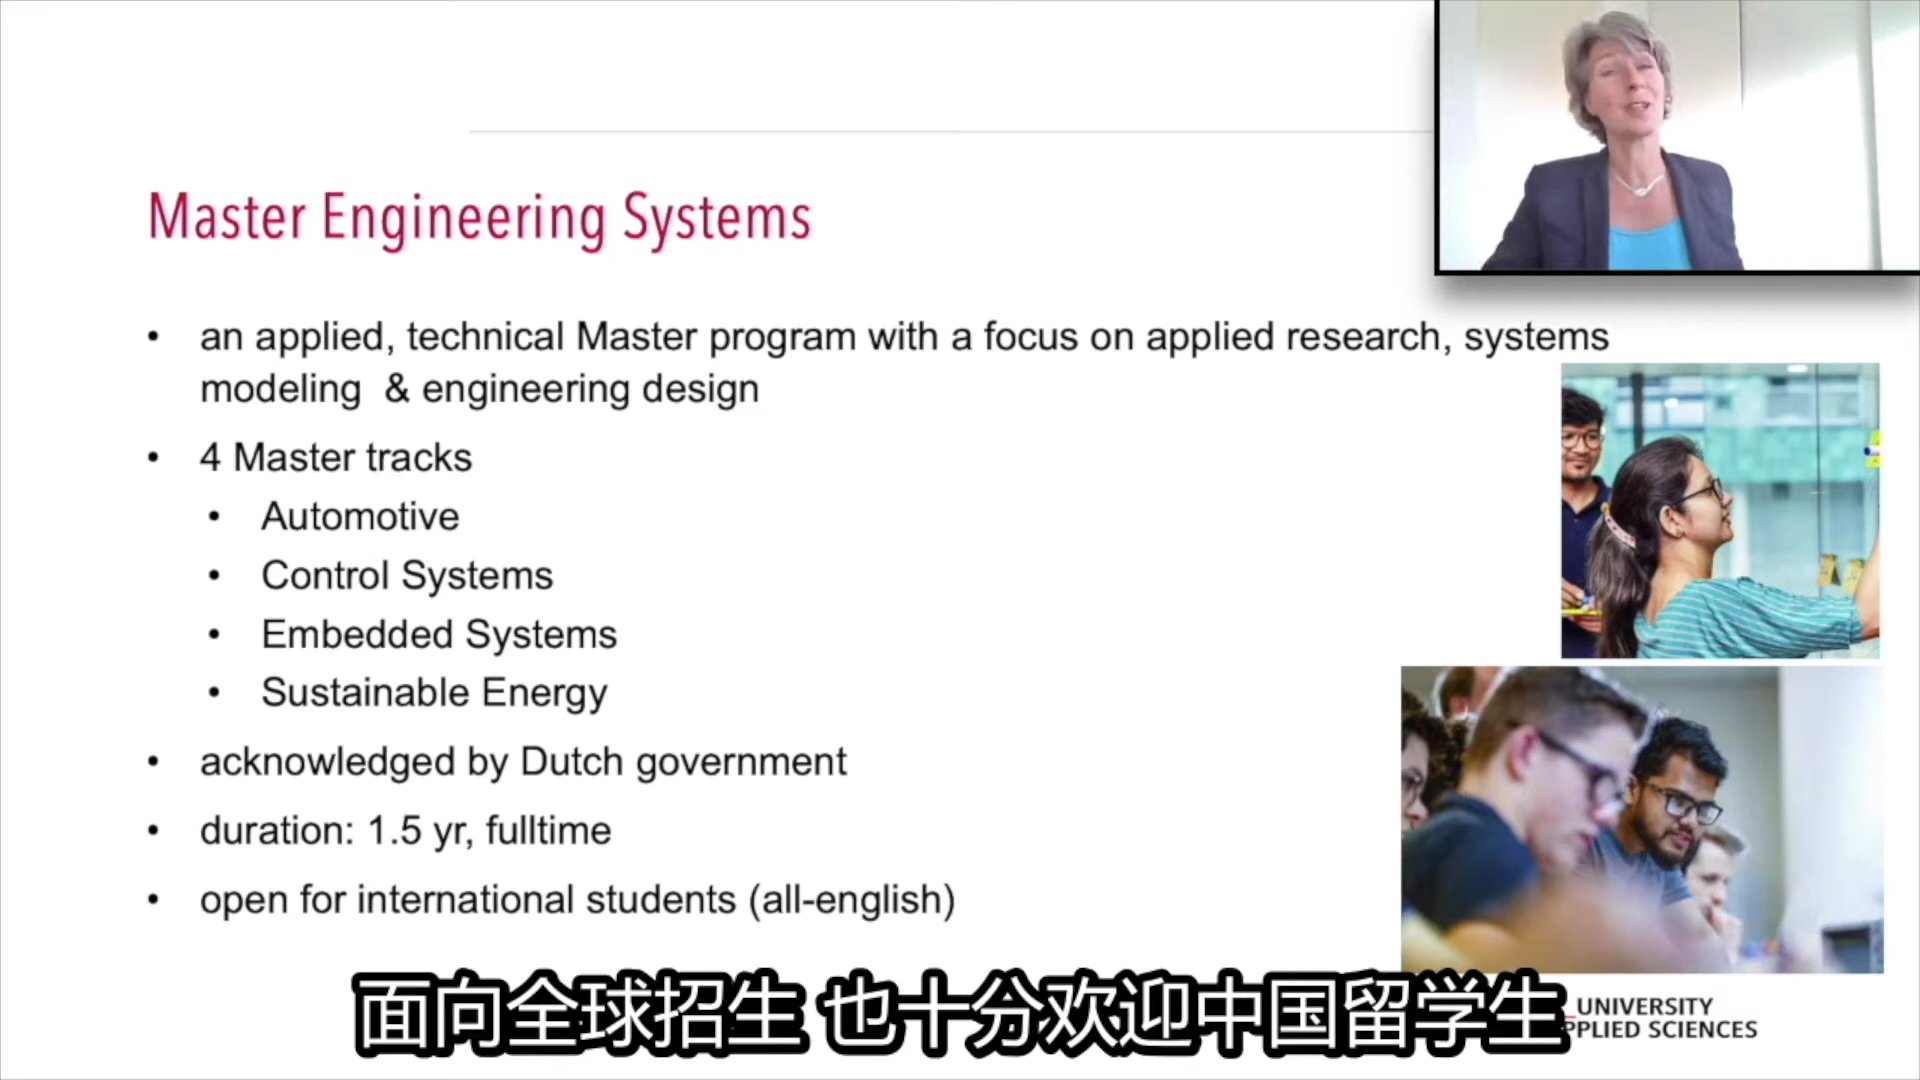 Master Engineering Systems
• an applied, technical Master program with a focus on applied research, systems
modeling & engineering design
• 4 Master tracks
• Automotive
• Control Systems
• Embedded Systems
• Sustainable Energy
• acknowledged by Dutch government
• duration: 1.5 yr, fulltime
• open for international students (all-english)
面向全球招生 也十分欢迎中国留学生
UNIVERSITY
PPLIED SCIENCES